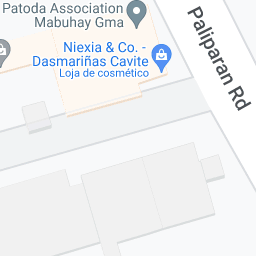 Patoda Association
Mabuhay Gma
Niexia & Co. -
Dasmariñas Cavite
Loja de cosmético
Paliparan Rd